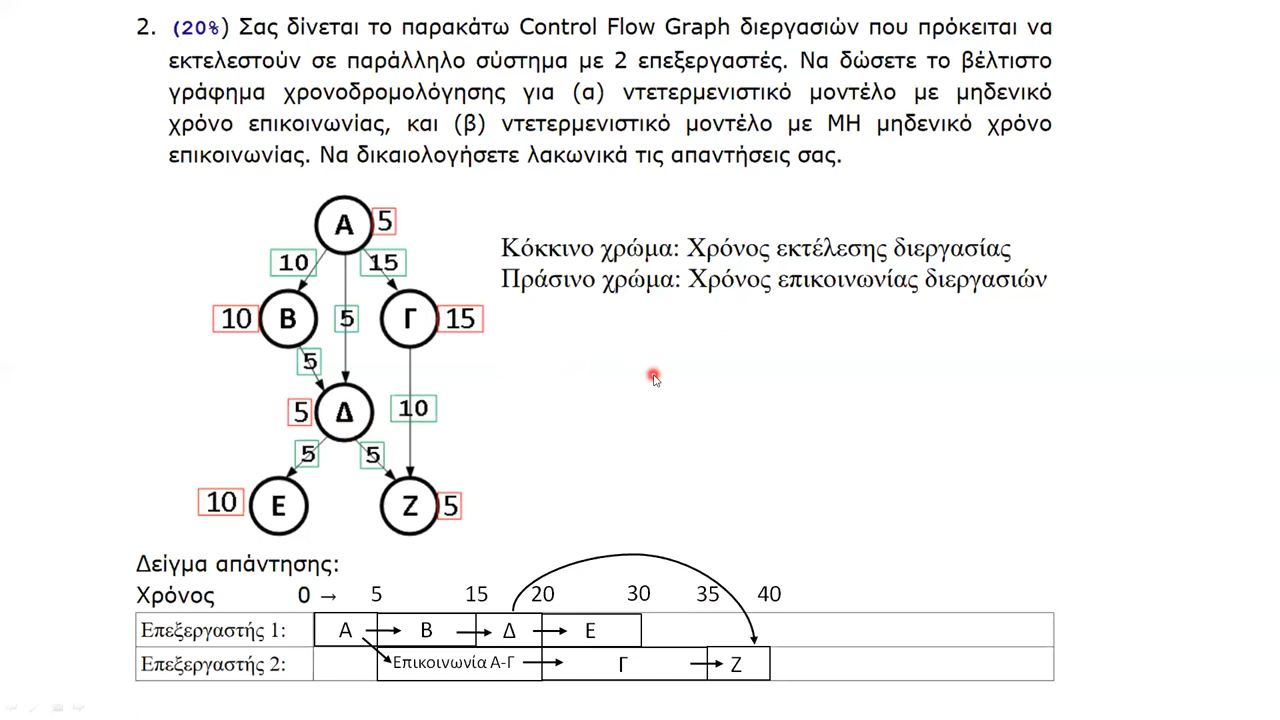 2. (20%) Σας δίνεται το παρακάτω Control Flow Graph διεργασιών που πρόκειται να
εκτελεστούν σε παράλληλο σύστημα με 2 επεξεργαστές. Να δώσετε το βέλτιστο
γράφημα χρονοδρομολόγησης για (α) ντετερμενιστικό μοντέλο με μηδενικό
χρόνο επικοινωνίας, και (β) ντετερμενιστικό μοντέλο με ΜΗ μηδενικό χρόνο
επικοινωνίας. Να δικαιολογήσετε λακωνικά τις απαντήσεις σας.
Α 5
10 15
Κόκκινο χρώμα: Χρόνος εκτέλεσης διεργασίας
Πράσινο χρώμα: Χρόνος επικοινωνίας διεργασιών
10 Β 5 Γ 15
5
5 Δ 10
5 5
10 Ε Ζ 5
Δείγμα απάντησης:
Χρόνος 0 → 5 15 20 30 35 40
Επεξεργαστής 1: Α Β Δ Ε
Επεξεργαστής 2: Επικοινωνία Α-Γ Γ Ζ